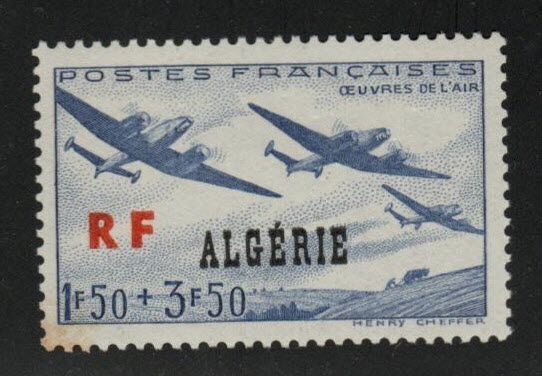 POSTES FRANÇAISES
ŒUVRES DE L'AIR
RF ALGÉRIE
1F50 + 3F50
HENRY CHEFFER